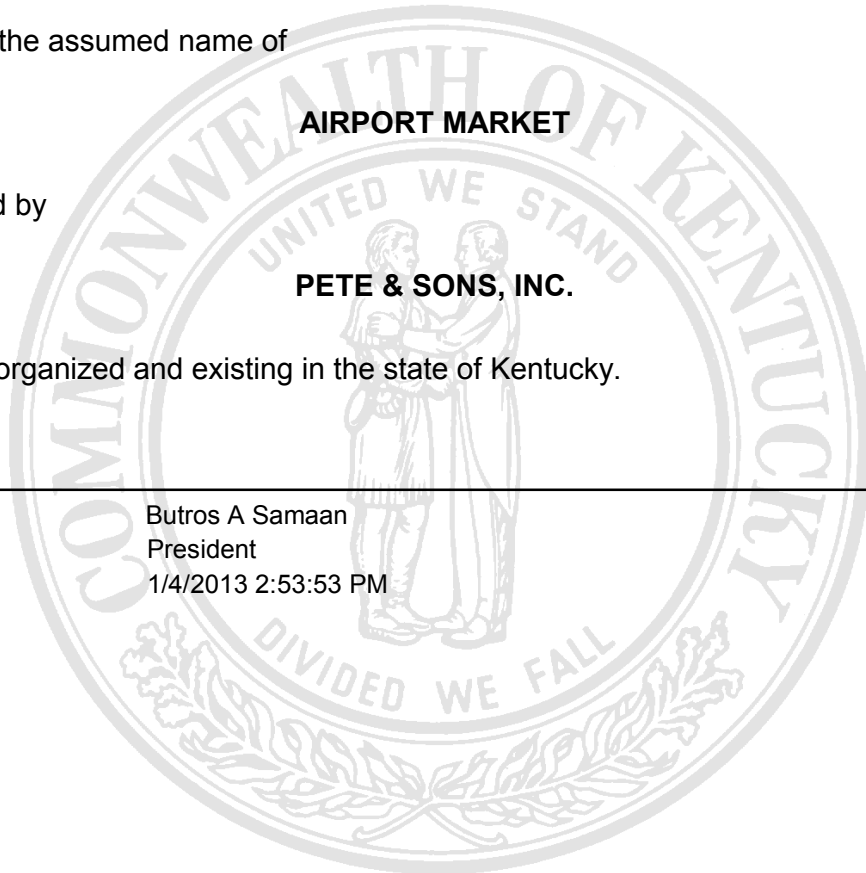 the assumed name of
AIRPORT MARKET
d by
PETE & SONS, INC.
organized and existing in the state of Kentucky.
Butros A Samaan
President
1/4/2013 2:53:53 PM
COMMONWEALTH OF KENTUCKY
UNITED WE STAND
DIVIDED WE FALL